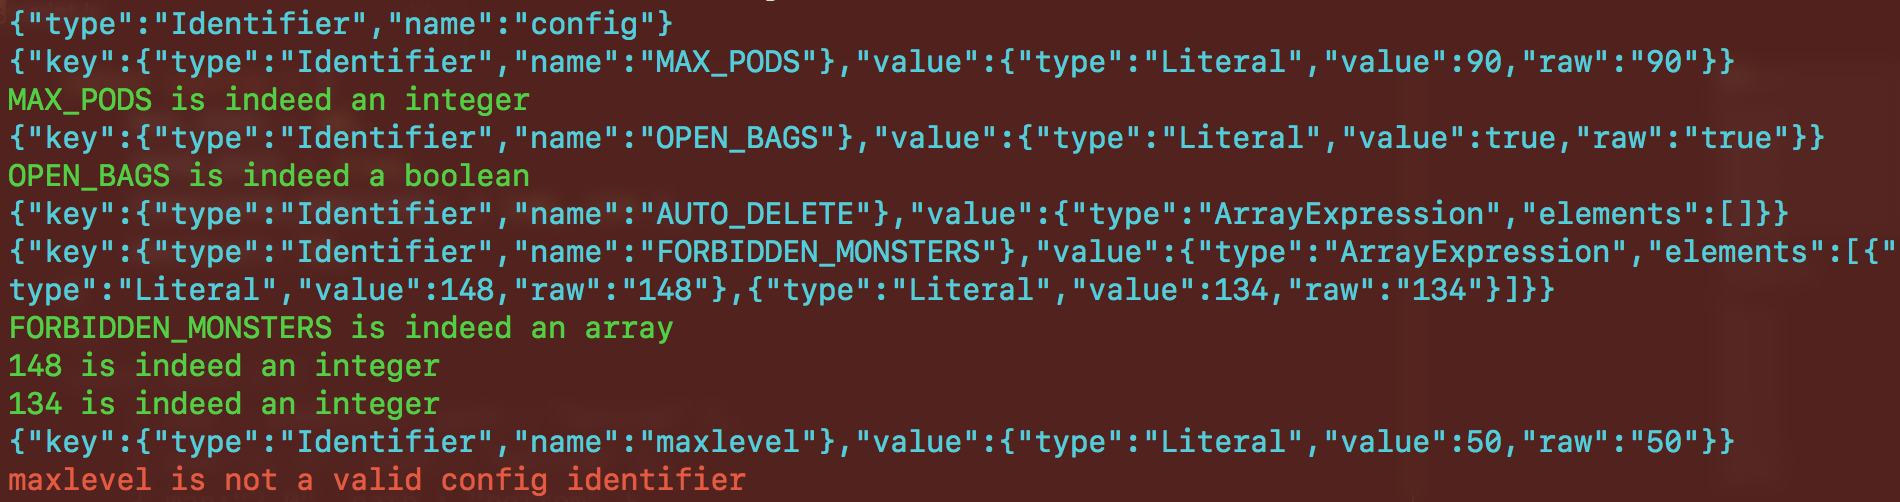 {"type":"Identifier","name":"config"}
{"key":{"type":"Identifier","name":"MAX_PODS"},"value":{"type":"Literal","value":90,"raw":"90"}}
MAX_PODS is indeed an integer
{"key":{"type":"Identifier","name":"OPEN_BAGS"},"value":{"type":"Literal","value":true,"raw":"true"}}
OPEN_BAGS is indeed a boolean
{"key":{"type":"Identifier","name":"AUTO_DELETE"},"value":{"type":"ArrayExpression","elements":[]}}
{"key":{"type":"Identifier","name":"FORBIDDEN_MONSTERS"},"value":{"type":"ArrayExpression","elements":[{"
type":"Literal","value":148,"raw":"148"},{"type":"Literal","value":134,"raw":"134"}]}}
FORBIDDEN_MONSTERS is indeed an array
148 is indeed an integer
134 is indeed an integer
{"key":{"type":"Identifier","name":"maxlevel"},"value":{"type":"Literal","value":50,"raw":"50"}}
maxlevel is not a valid config identifier